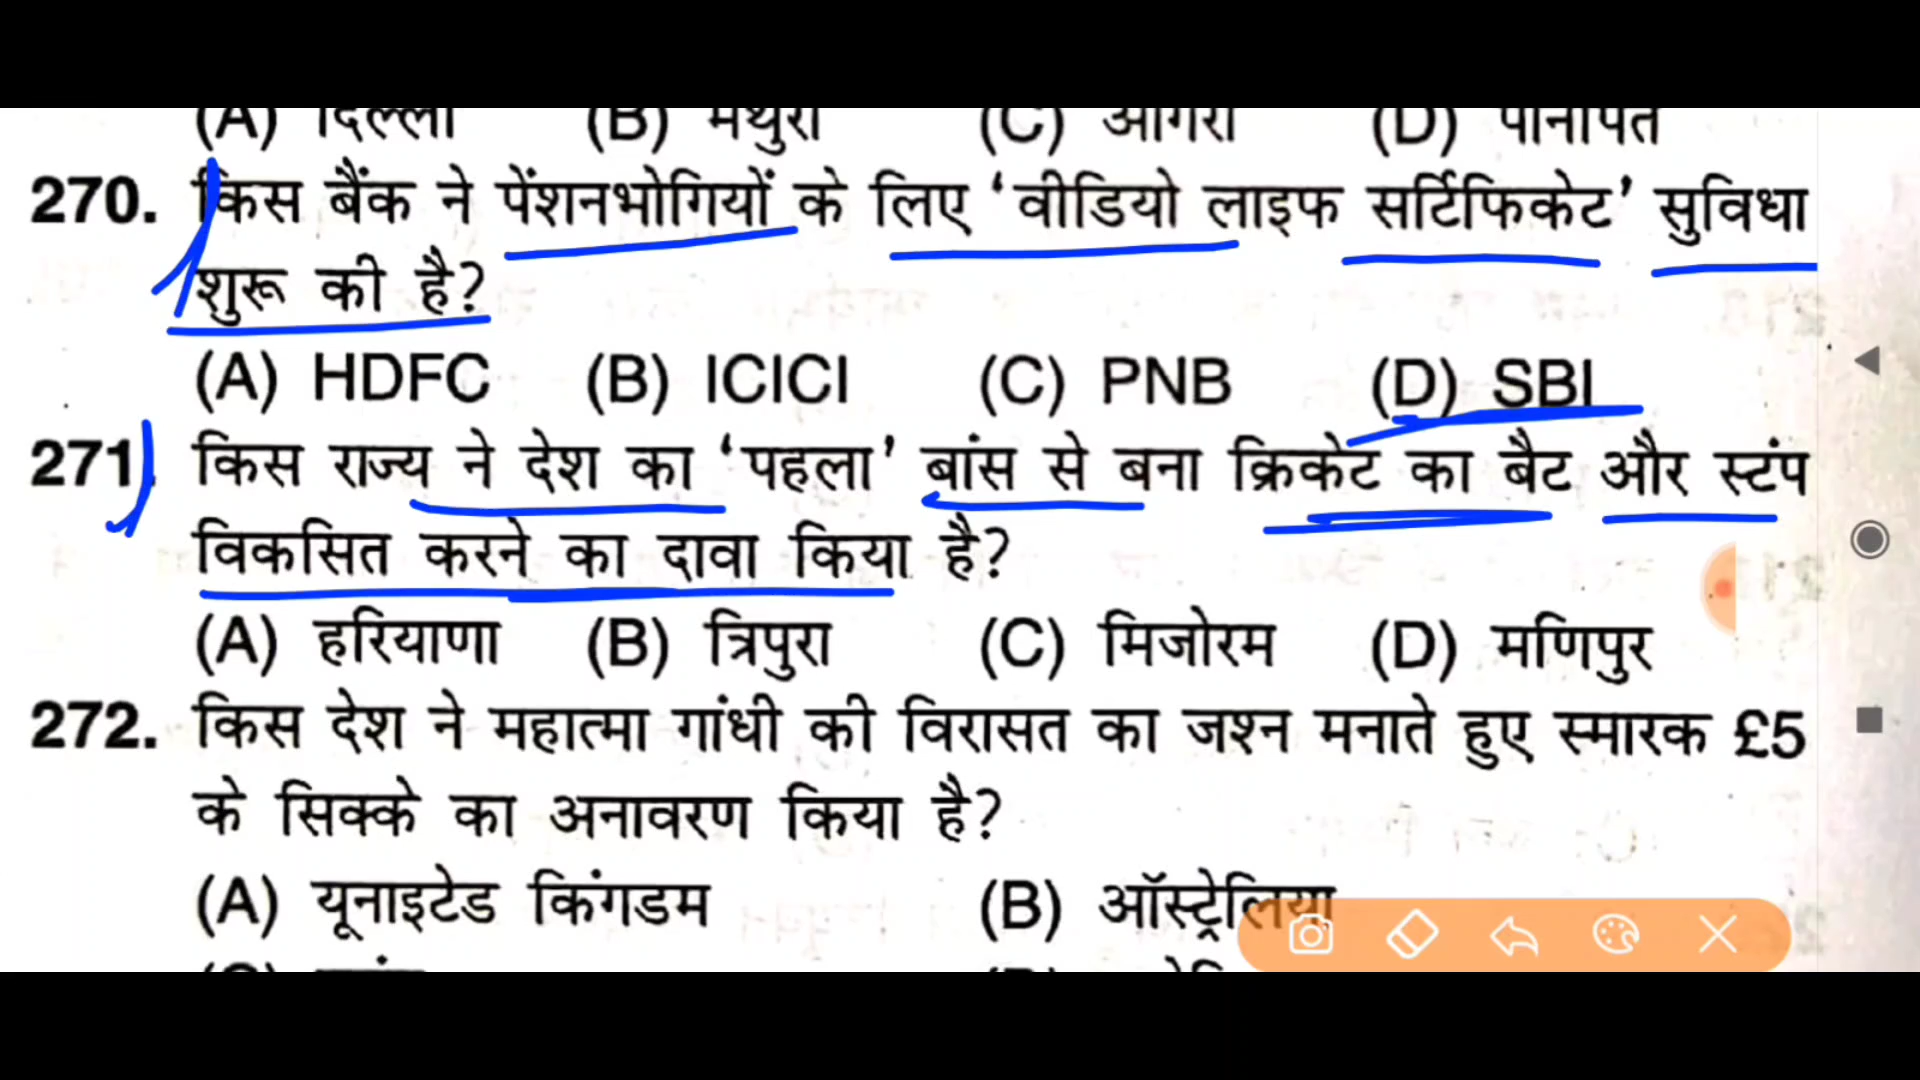 (A) दिल्ली (B) मथुरा (C) आगरा (D) पानीपत
270. किस बैंक ने पेंशनभोगियों के लिए ‘वीडियो लाइफ सर्टिफिकेट’ सुविधा
शुरू की है?
(A) HDFC (B) ICICI (C) PNB (D) SBI
271. किस राज्य ने देश का ‘पहला’ बांस से बना क्रिकेट का बैट और स्टंप
विकसित करने का दावा किया है?
(A) हरियाणा (B) त्रिपुरा (C) मिजोरम (D) मणिपुर
272. किस देश ने महात्मा गांधी की विरासत का जश्न मनाते हुए स्मारक £5
के सिक्के का अनावरण किया है?
(A) यूनाइटेड किंगडम (B) ऑस्ट्रेलिया